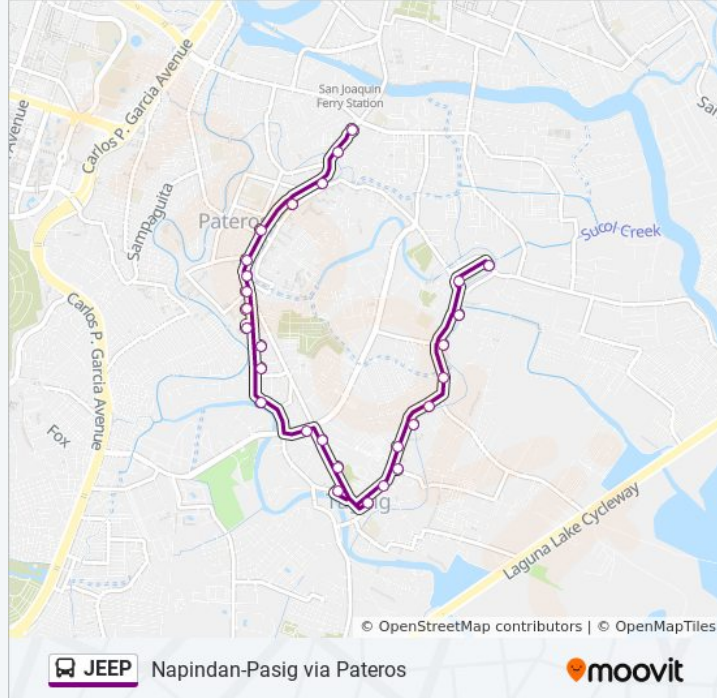 San Joaquin
Ferry Station
Carlos P. Garcia Avenue
Avenue
Sampaguita
Pateros
Sucol Creek
Carlos P. Garcia Avenue
Fox
Laguna Lake Cycleway
© OpenStreetMap contributors | © OpenMapTiles
JEEP Napindan-Pasig via Pateros moovit